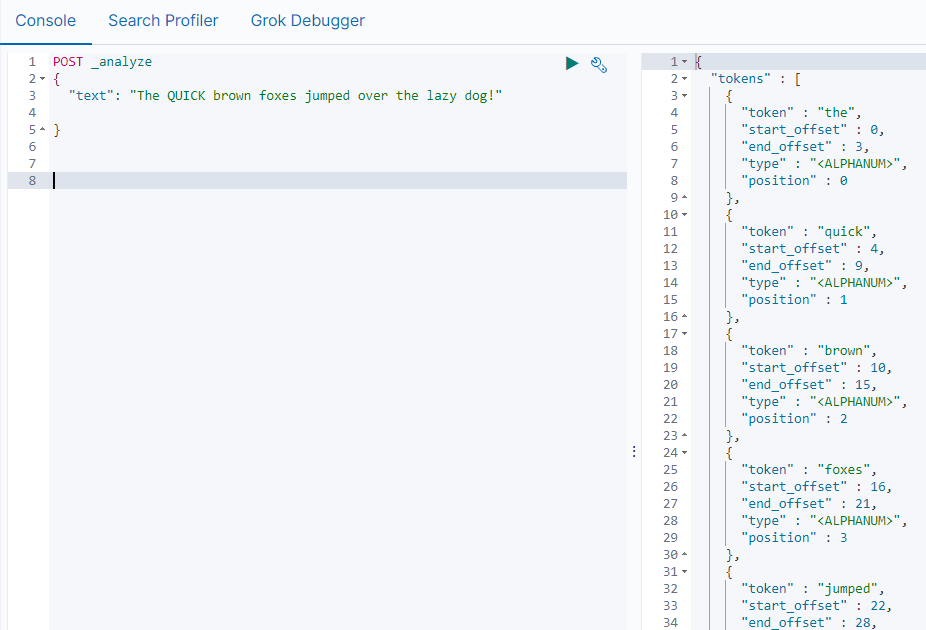 Console Search Profiler Grok Debugger
1 POST _analyze
2 {
3 "text": "The QUICK brown foxes jumped over the lazy dog!"
4
5 }
6
7
8
1 {
2 "tokens" : [
3 {
4 "token" : "the",
5 "start_offset" : 0,
6 "end_offset" : 3,
7 "type" : "<ALPHANUM>",
8 "position" : 0
9 },
10 {
11 "token" : "quick",
12 "start_offset" : 4,
13 "end_offset" : 9,
14 "type" : "<ALPHANUM>",
15 "position" : 1
16 },
17 {
18 "token" : "brown",
19 "start_offset" : 10,
20 "end_offset" : 15,
21 "type" : "<ALPHANUM>",
22 "position" : 2
23 },
24 {
25 "token" : "foxes",
26 "start_offset" : 16,
27 "end_offset" : 21,
28 "type" : "<ALPHANUM>",
29 "position" : 3
30 },
31 {
32 "token" : "jumped",
33 "start_offset" : 22,
34 "end_offset" : 28,